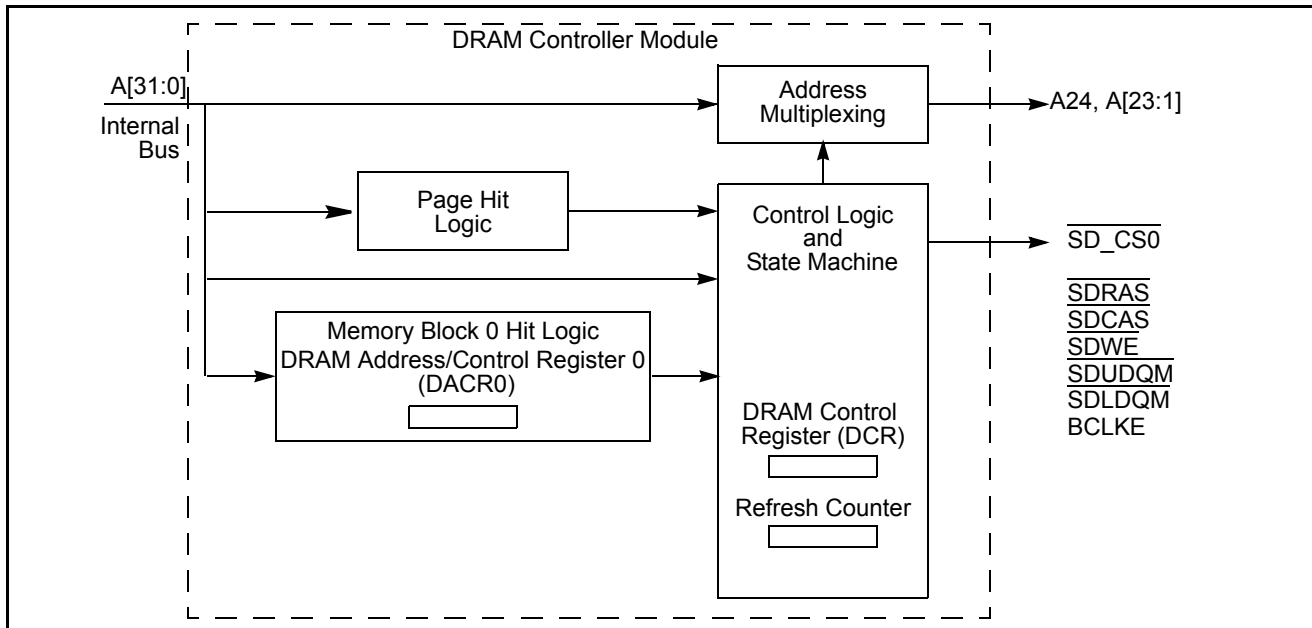 DRAM Controller Module
A[31:0]
Internal
Bus
Address
Multiplexing
A24, A[23:1]
Page Hit
Logic
Control Logic
and
State Machine
SD_CS0
SDRAS
SDCAS
SDWE
SDUDQM
SDLDQM
BCLKE
Memory Block 0 Hit Logic
DRAM Address/Control Register 0
(DACR0)
DRAM Control
Register (DCR)
Refresh Counter